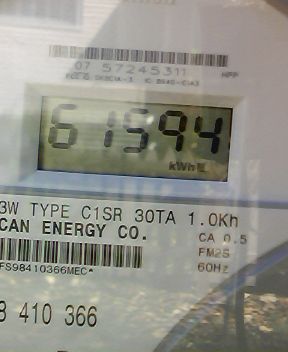 07 57245311
61594
kWh
3W TYPE C1SR 30TA 1.0Kh
CAN ENERGY CO.
CA 0.5
FM2S
FS98410366MEC*
60Hz
8 410 366